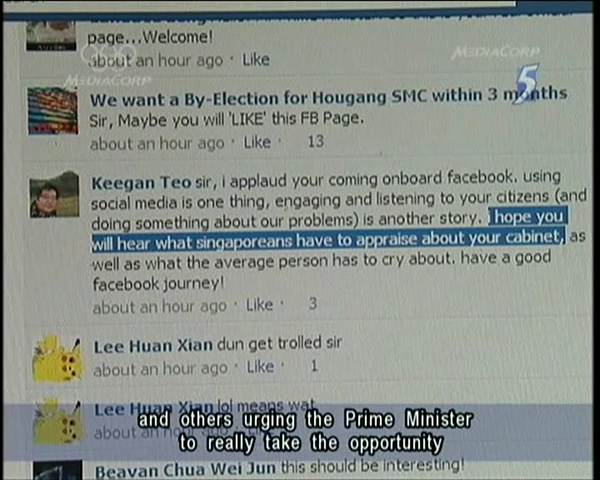 page...Welcome!
about an hour ago · Like
MEDIACORP
MEDIACORP
5
We want a By-Election for Hougang SMC within 3 months
Sir, Maybe you will 'LIKE' this FB Page.
about an hour ago · Like · 13
Keegan Teo sir, i applaud your coming onboard facebook. using
social media is one thing, engaging and listening to your citizens (and
doing something about our problems) is another story. i hope you
will hear what singaporeans have to appraise about your cabinet, as
well as what the average person has to cry about. have a good
facebook journey!
about an hour ago · Like · 3
Lee Huan Xian dun get trolled sir
about an hour ago · Like · 1
Lee Huan Xian lol means wat
about an
and others urging the Prime Minister
to really take the opportunity
Beavan Chua Wei Jun this should be interesting!